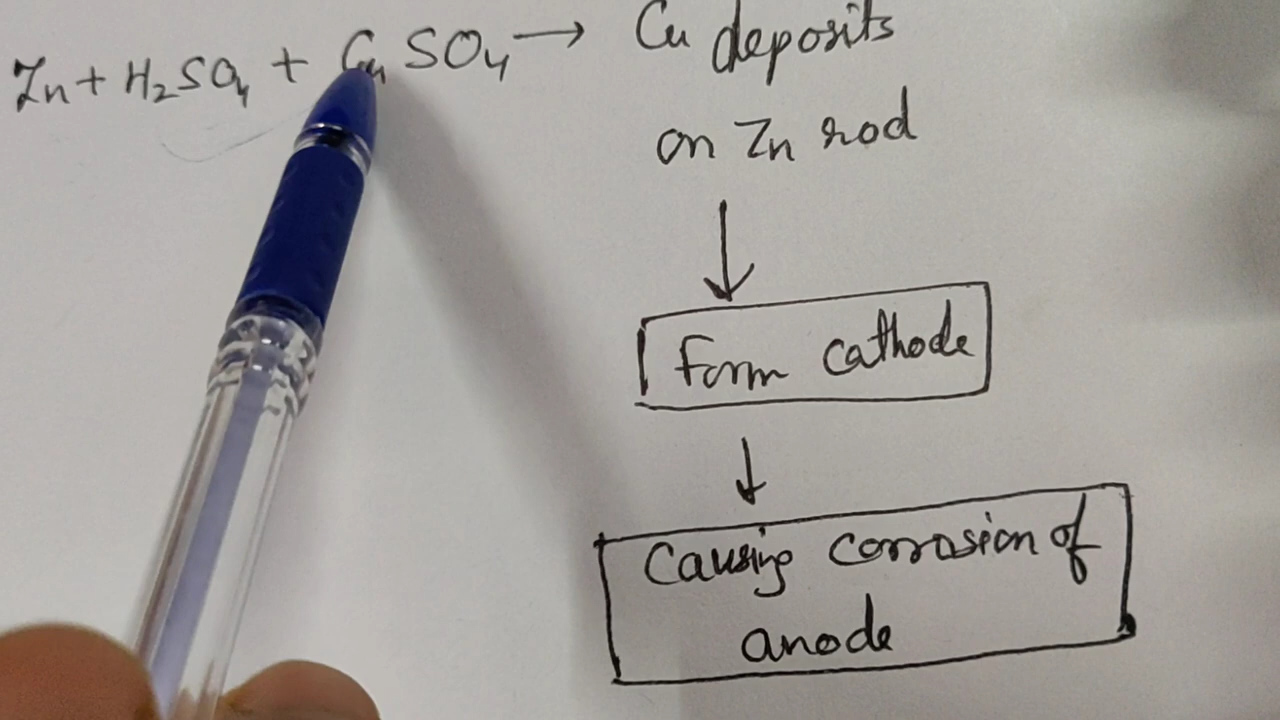 Zn + H₂SO₄ + CuSO₄ → Cu deposits
on Zn rod
↓
Form cathode
↓
Causing corrosion of
anode